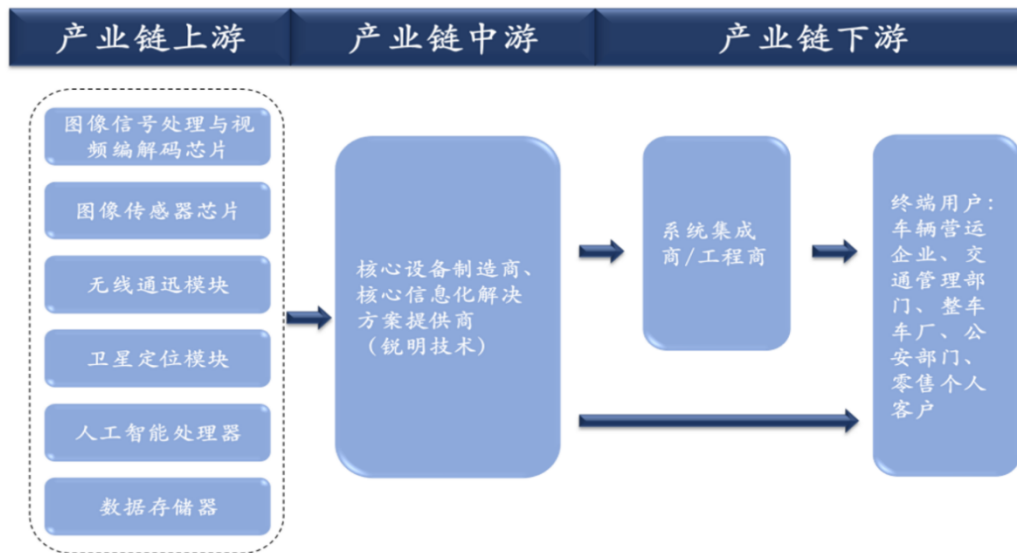 产业链上游
产业链中游
产业链下游
图像信号处理与视
频编解码芯片
图像传感器芯片
无线通迅模块
卫星定位模块
人工智能处理器
数据存储器
核心设备制造商、
核心信息化解决
方案提供商
（锐明技术）
系统集成
商/工程商
终端用户：
车辆营运
企业、交
通管理部
门、整车
车厂、公
安部门、
零售个人
客户